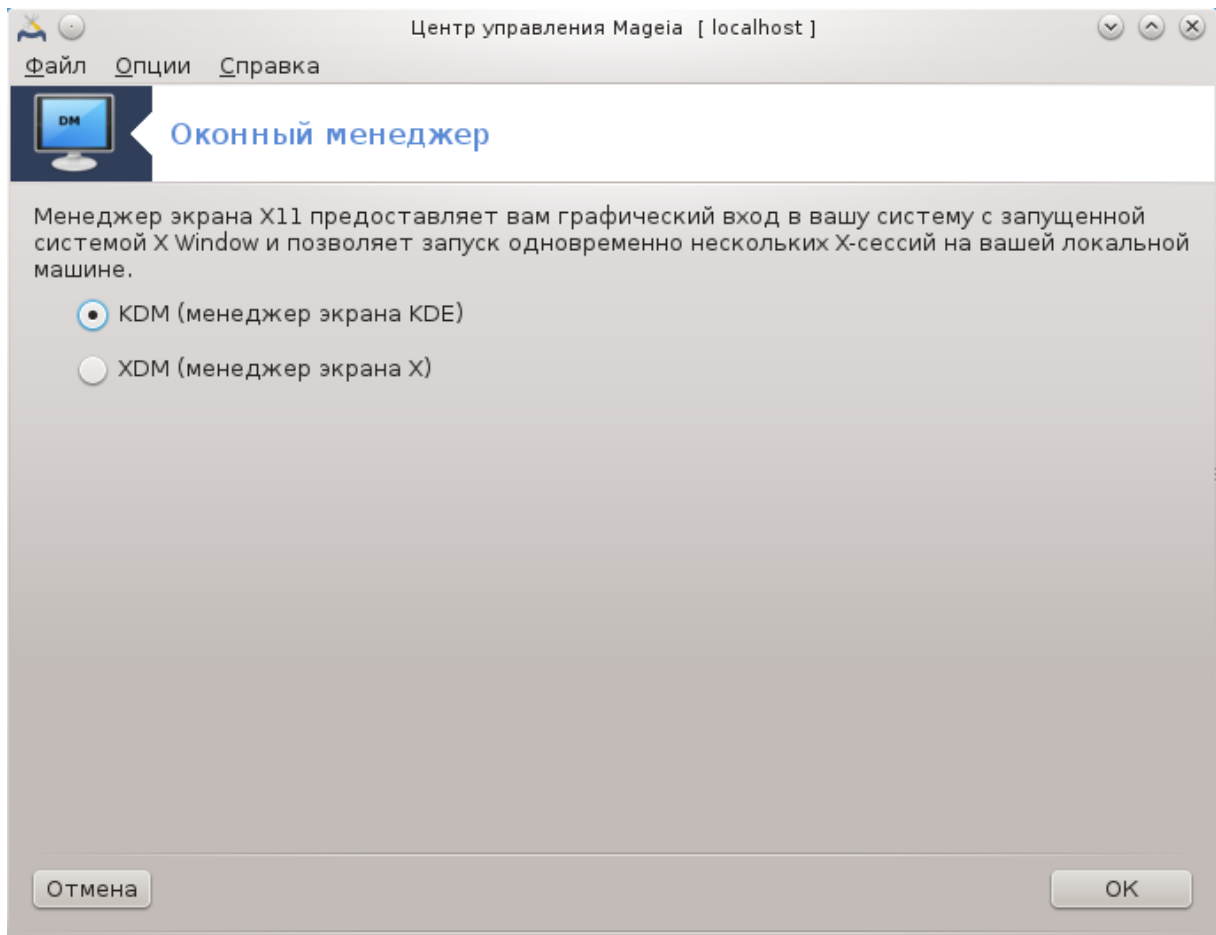 Центр управления Mageia [ localhost ]
Файл Опции Справка
DM
Оконный менеджер
Менеджер экрана X11 предоставляет вам графический вход в вашу систему с запущенной
системой X Window и позволяет запуск одновременно нескольких X-сессий на вашей локальной
машине.
KDM (менеджер экрана KDE)
XDM (менеджер экрана X)
Отмена
OK